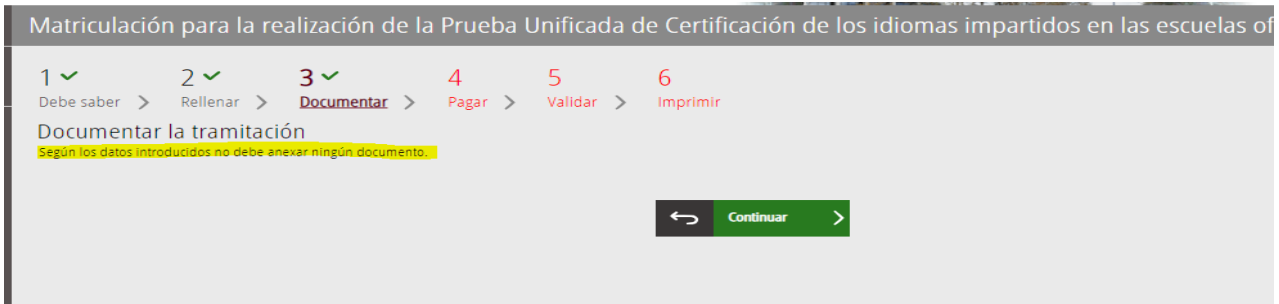 Matriculación para la realización de la Prueba Unificada de Certificación de los idiomas impartidos en las escuelas of
1 2 3 4 5 6
Debe saber > Rellenar > Documentar > Pagar > Validar > Imprimir
Documentar la tramitación
Según los datos introducidos no debe anexar ningún documento.
Continuar